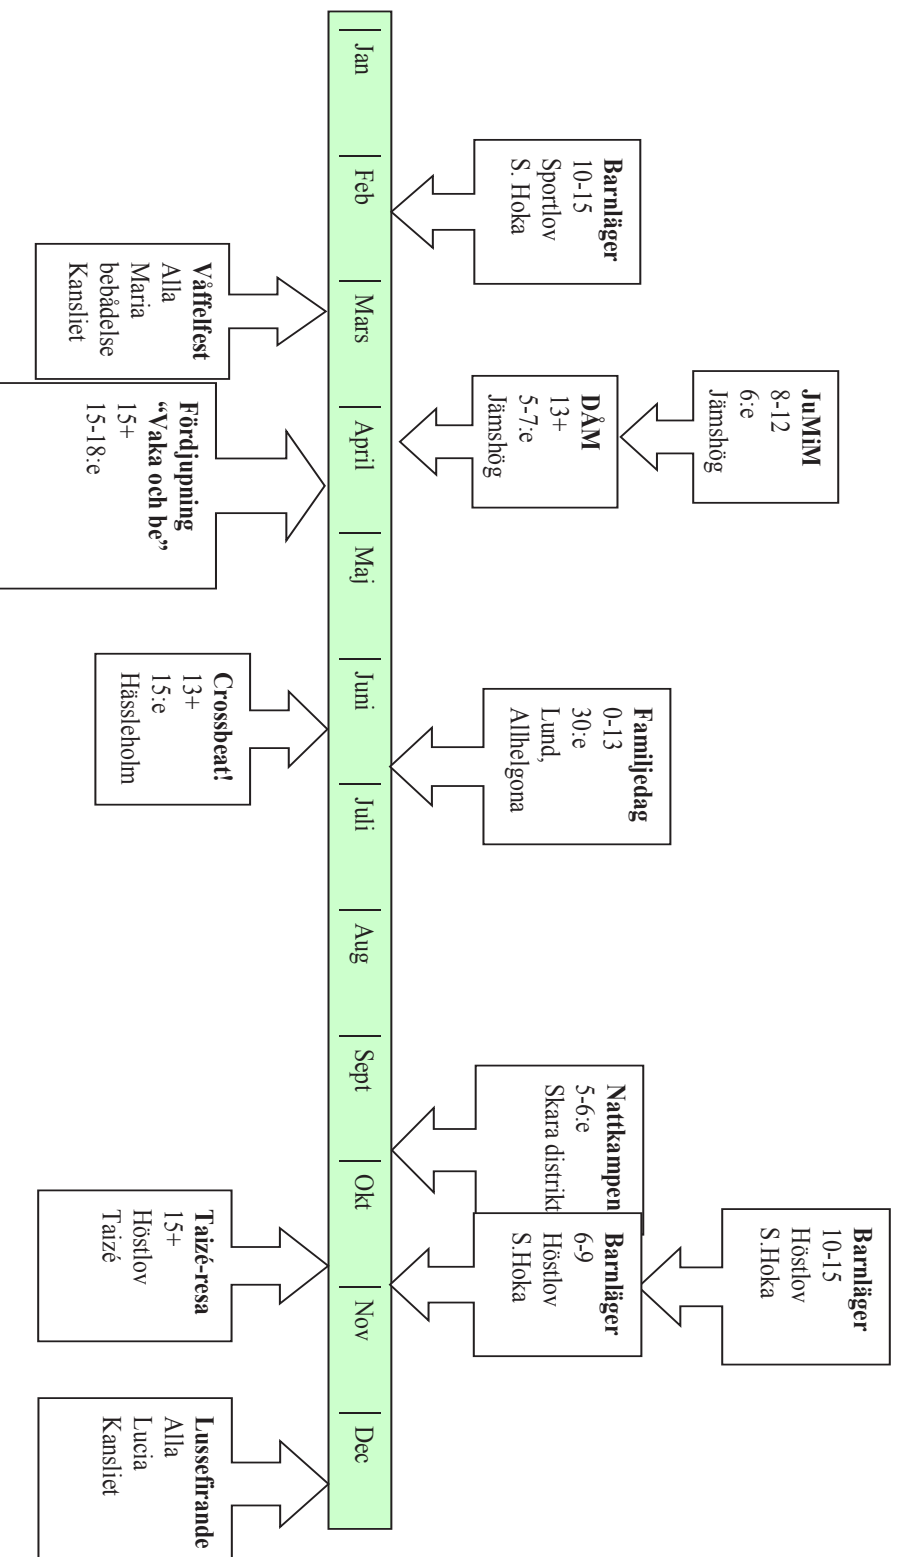 JuMiM
8-12
6:e
Jämshög
Barnläger
10-15
Höstlov
S.Hoka
Barnläger
10-15
Sportlov
S. Hoka
DÅM
13+
5-7:e
Jämshög
Familjedag
0-13
30:e
Lund,
Allhelgona
Nattkampen
5-6:e
Skara distrikt
Barnläger
6-9
Höstlov
S.Hoka
Jan
Feb
Mars
April
Maj
Juni
Juli
Aug
Sept
Okt
Nov
Dec
Våffelfest
Alla
Maria
bebådelse
Kansliet
Fördjupning
“Vaka och be”
15+
15-18:e
Crossbeat!
13+
15:e
Hässleholm
Taizé-resa
15+
Höstlov
Taizé
Lussefirande
Alla
Lucia
Kansliet